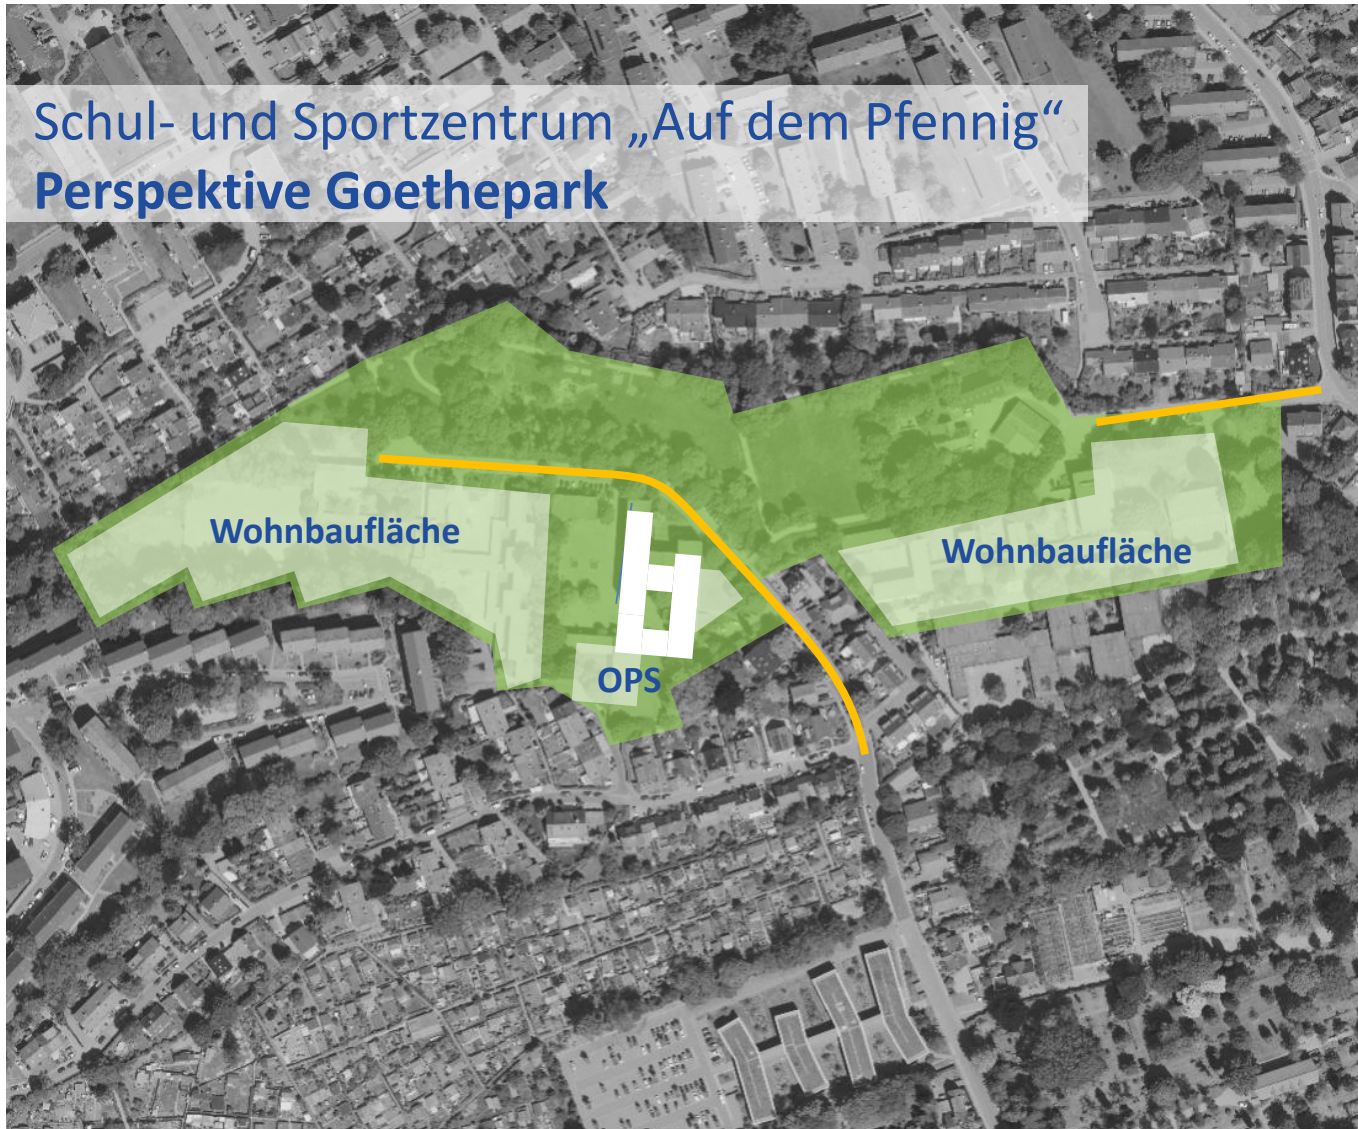 Schul- und Sportzentrum „Auf dem Pfennig“
Perspektive Goethepark
Wohnbaufläche
Wohnbaufläche
OPS